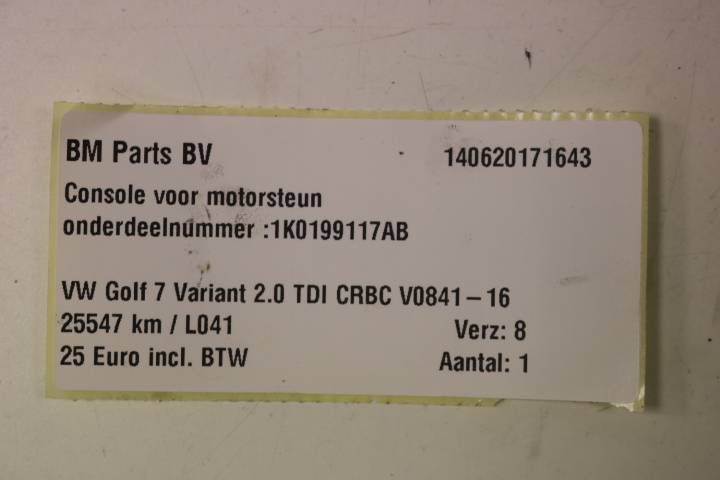 BM Parts BV 140620171643
Console voor motorsteun
onderdeelnummer :1K0199117AB
VW Golf 7 Variant 2.0 TDI CRBC V0841-16
25547 km / L041 Verz: 8
25 Euro incl. BTW Aantal: 1